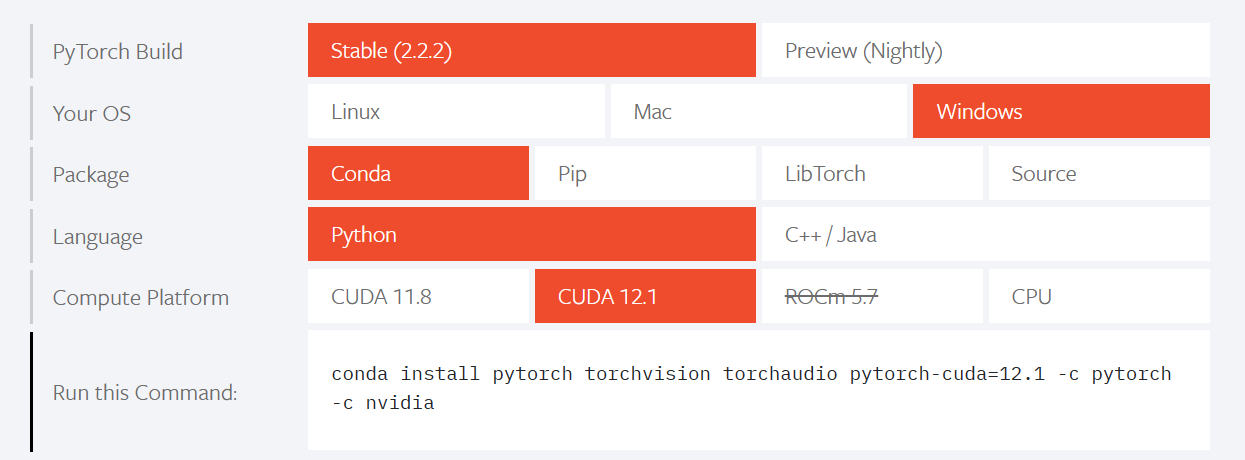 PyTorch Build Stable (2.2.2) Preview (Nightly)
Your OS Linux Mac Windows
Package Conda Pip LibTorch Source
Language Python C++ / Java
Compute Platform CUDA 11.8 CUDA 12.1 ROCm 5.7 CPU
Run this Command:
conda install pytorch torchvision torchaudio pytorch-cuda=12.1 -c pytorch
-c nvidia